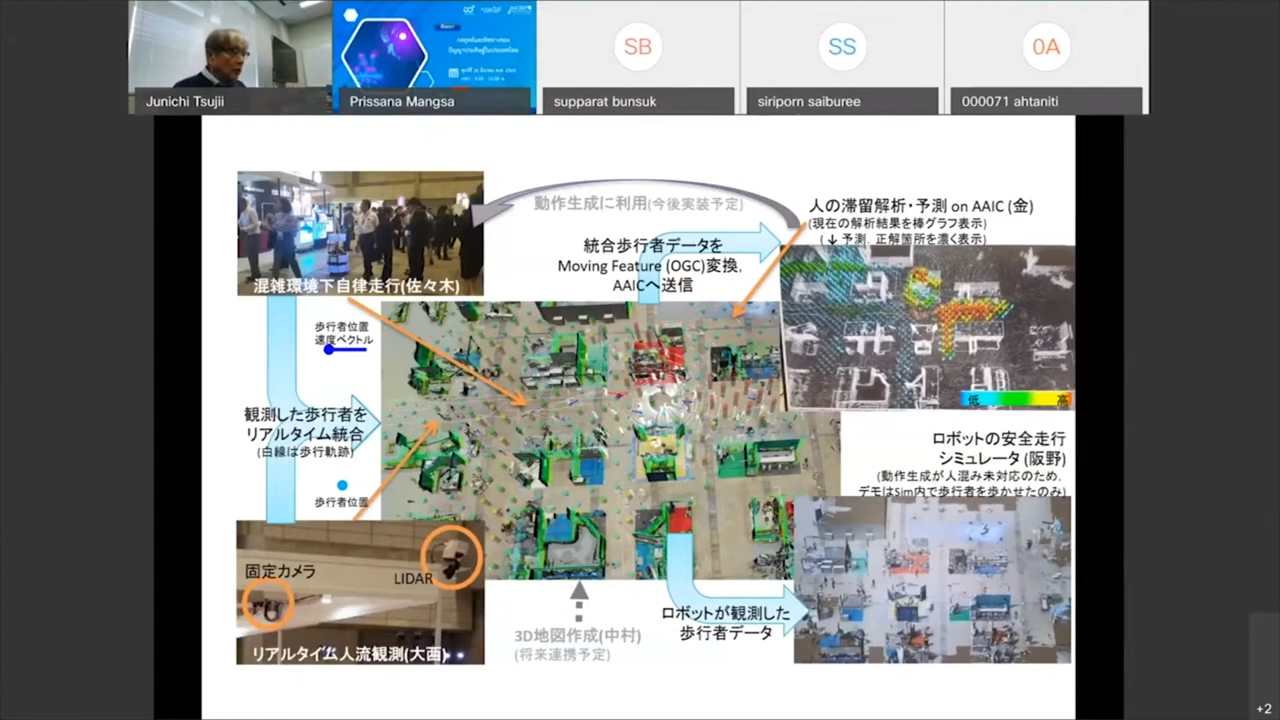 SB
SS
0A
Junichi Tsujii
Prissana Mangsa
supparat bunsuk
siriporn saiburee
000071 ahtaniti
動作生成に利用(今後実装予定)
人の滞留解析・予測 on AAIC (金)
(現在の解析結果を棒グラフ表示)
(↓予測，正解箇所を濃く表示)
統合歩行者データを
Moving Feature (OGC)変換，
AAICへ送信
混雑環境下自律走行(佐々木)
歩行者位置
速度ベクトル
観測した歩行者を
リアルタイム統合
(白線は歩行軌跡)
歩行者位置
低
高
ロボットの安全走行
シミュレータ(阪野)
(動作生成が人混み未対応のため，
デモはSim内で歩行者を歩かせたのみ)
固定カメラ
LIDAR
リアルタイム人流観測(大西)
3D地図作成(中村)
(将来連携予定)
ロボットが観測した
歩行者データ
+2